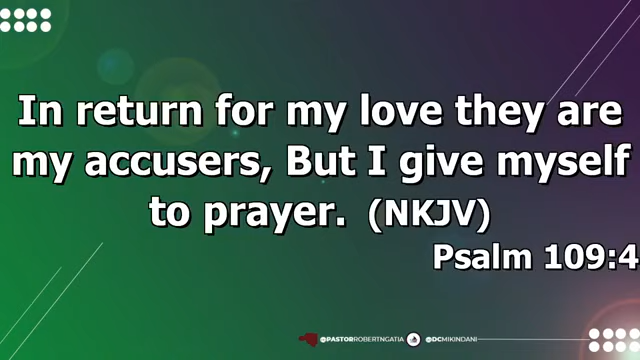 In return for my love they are
my accusers, But I give myself
to prayer. (NKJV)
Psalm 109:4
@PASTORROBERTNGATIA @DCMIKINDANI